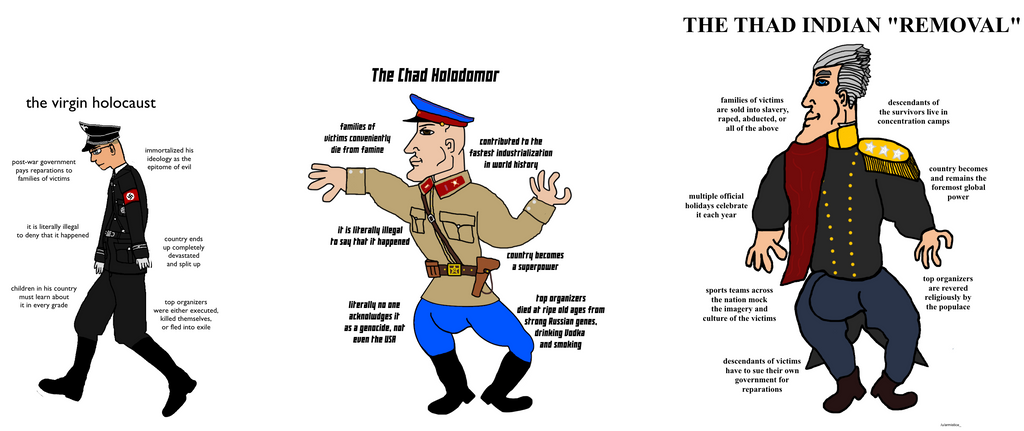 the virgin holocaust
post-war government
pays reparations to
families of victims
immortalized his
ideology as the
epitome of evil
it is literally illegal
to deny that it happened
country ends
up completely
devastated
and split up
children in his country
must learn about
it in every grade
top organizers
were either executed,
killed themselves,
or fled into exile
The Chad Holodomor
families of
victims conveniently
die from famine
contributed to the
fastest industrialization
in world history
it is literally illegal
to say that it happened
country becomes
a superpower
literally no one
acknolwdges it
as a genocide, not
even the USA
top organizers
died at ripe old ages from
strong Russian genes,
drinking Vodka
and smoking
THE THAD INDIAN "REMOVAL"
families of victims
are sold into slavery,
raped, abducted, or
all of the above
descendants of
the survivors live in
concentration camps
multiple official
holidays celebrate
it each year
country becomes
and remains the
foremost global
power
sports teams across
the nation mock
the imagery and
culture of the victims
top organizers
are revered
religiously by
the populace
descendants of victims
have to sue their own
government for
reparations